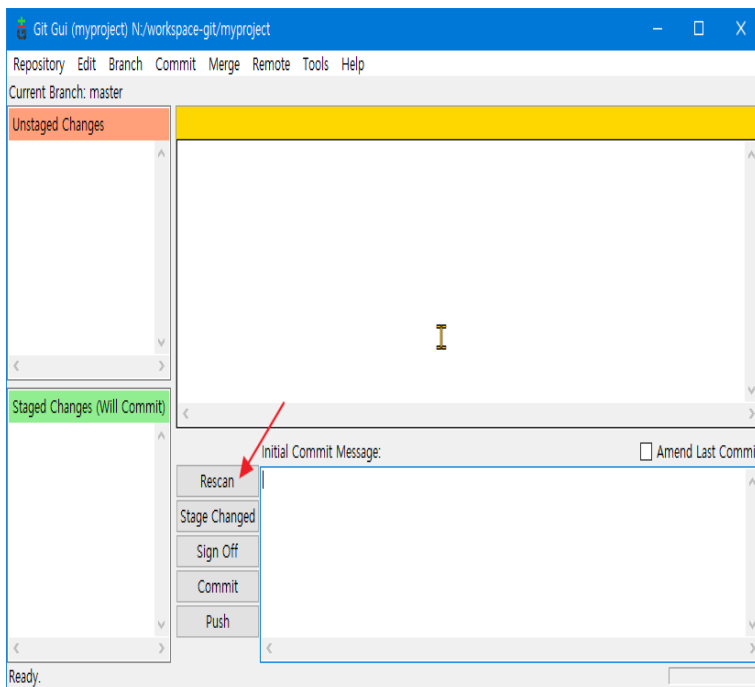 Git Gui (myproject) N:/workspace-git/myproject
Repository Edit Branch Commit Merge Remote Tools Help
Current Branch: master
Unstaged Changes
Staged Changes (Will Commit)
Initial Commit Message:
Amend Last Commi
Rescan
Stage Changed
Sign Off
Commit
Push
Ready.